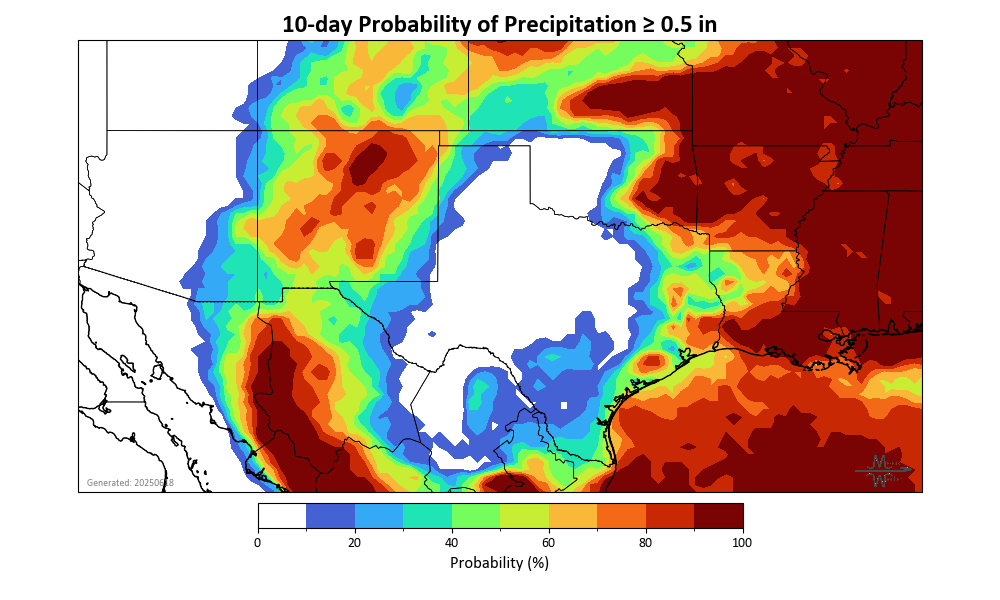 10-day Probability of Precipitation ≥ 0.5 in
Generated: 20250618
0 20 40 60 80 100
Probability (%)